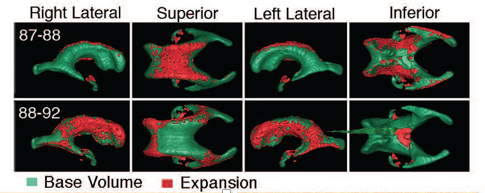 Right Lateral Superior Left Lateral Inferior
87-88
88-92
Base Volume Expansion